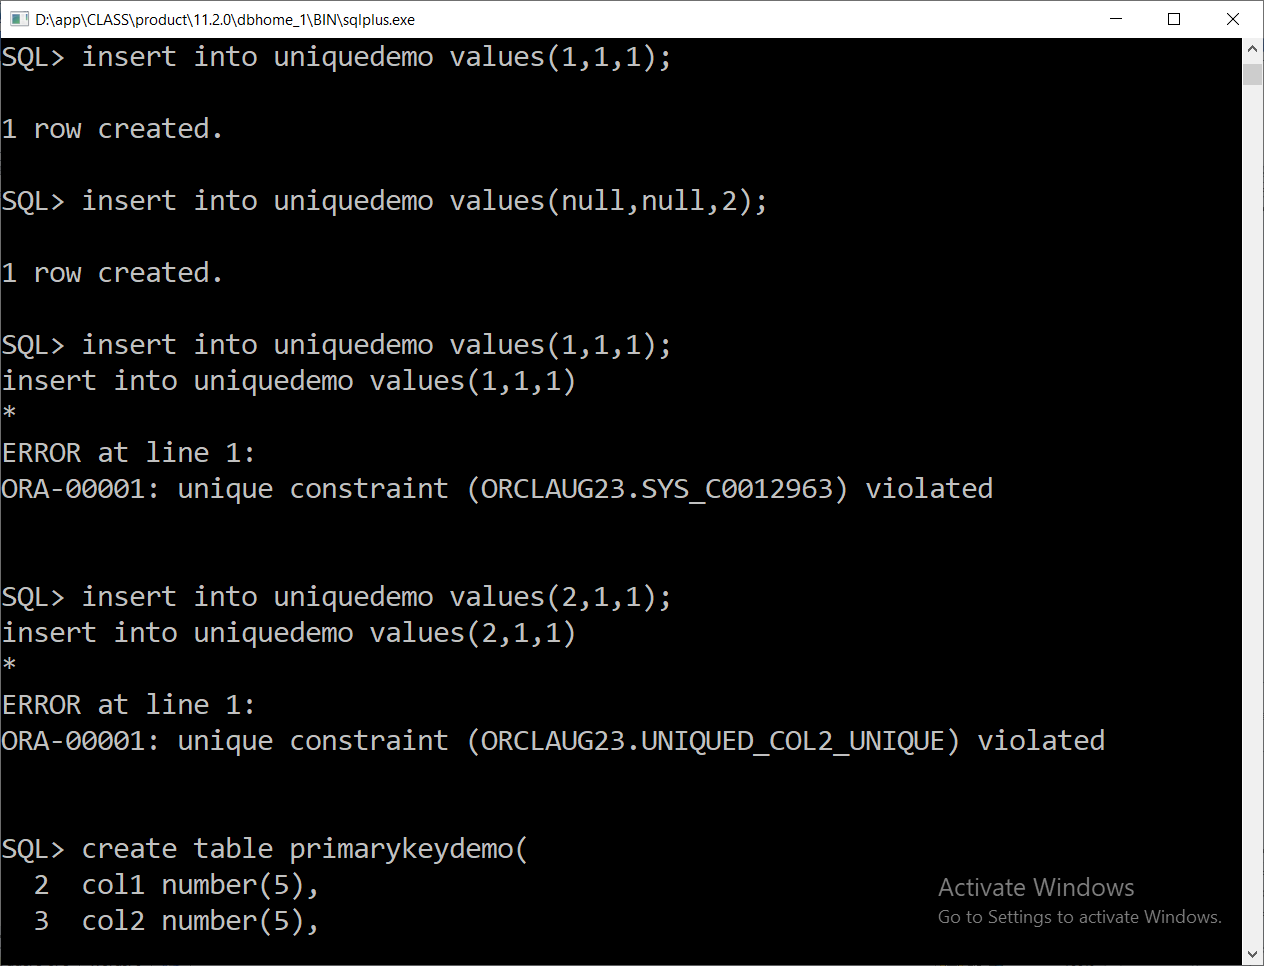 D:\app\CLASS\product\11.2.0\dbhome_1\BIN\sqlplus.exe
SQL> insert into uniquedemo values(1,1,1);
1 row created.
SQL> insert into uniquedemo values(null,null,2);
1 row created.
SQL> insert into uniquedemo values(1,1,1);
insert into uniquedemo values(1,1,1)
*
ERROR at line 1:
ORA-00001: unique constraint (ORCLAUG23.SYS_C0012963) violated
SQL> insert into uniquedemo values(2,1,1);
insert into uniquedemo values(2,1,1)
*
ERROR at line 1:
ORA-00001: unique constraint (ORCLAUG23.UNIQUED_COL2_UNIQUE) violated
SQL> create table primarykeydemo(
2 col1 number(5),
3 col2 number(5),
Activate Windows
Go to Settings to activate Windows.